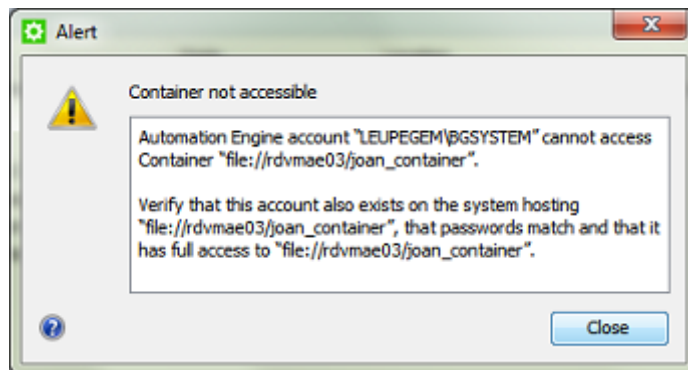 Alert
Container not accessible
Automation Engine account "LEUPEGEM\BGSYSTEM" cannot access
Container "file://rdvmae03/joan_container".
Verify that this account also exists on the system hosting
"file://rdvmae03/joan_container", that passwords match and that it
has full access to "file://rdvmae03/joan_container".
Close